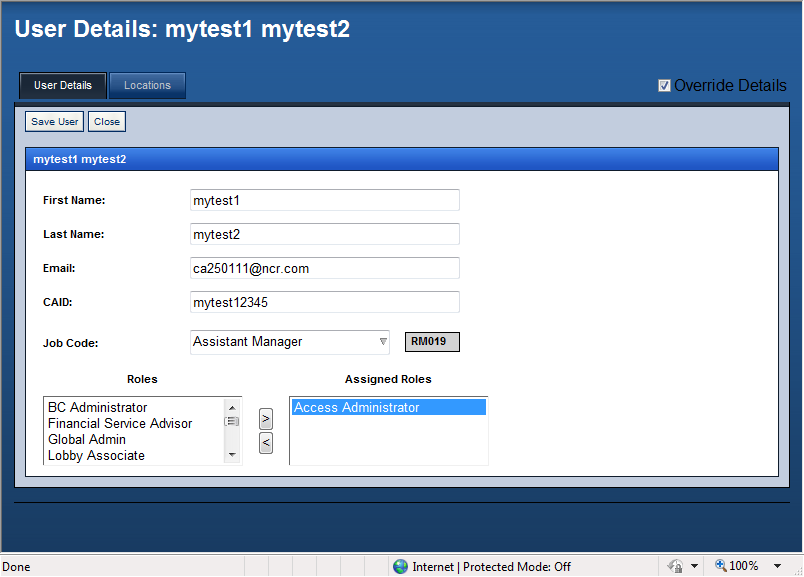 User Details: mytest1 mytest2
User Details Locations Override Details
Save User Close
mytest1 mytest2
First Name: mytest1
Last Name: mytest2
Email: ca250111@ncr.com
CAID: mytest12345
Job Code: Assistant Manager RM019
Roles Assigned Roles
BC Administrator > Access Administrator
Financial Service Advisor
Global Admin <
Lobby Associate
Done Internet | Protected Mode: Off 100%